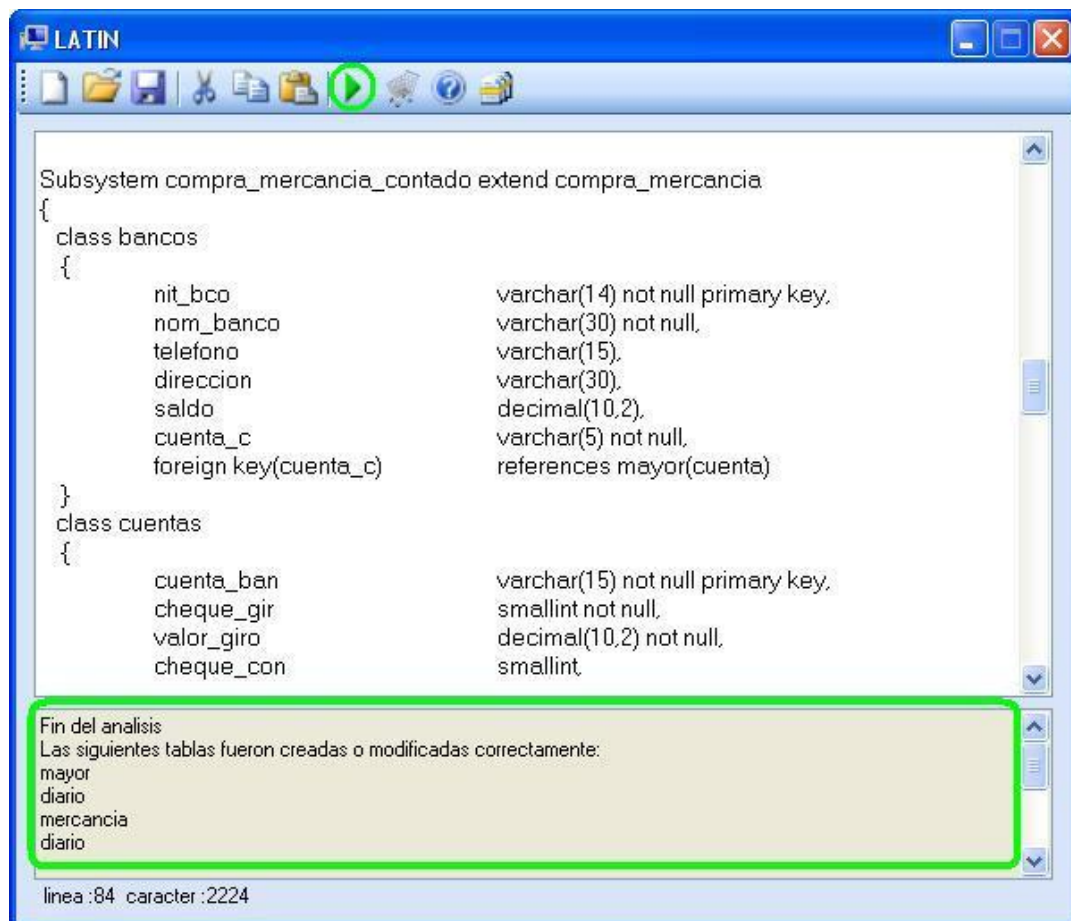 LATIN
Subsystem compra_mercancia_contado extend compra_mercancia
{
class bancos
{
nit_bco varchar(14) not null primary key,
nom_banco varchar(30) not null,
telefono varchar(15),
direccion varchar(30),
saldo decimal(10,2),
cuenta_c varchar(5) not null,
foreign key(cuenta_c) references mayor(cuenta)
}
class cuentas
{
cuenta_ban varchar(15) not null primary key,
cheque_gir smallint not null,
valor_giro decimal(10,2) not null,
cheque_con smallint,
Fin del analisis
Las siguientes tablas fueron creadas o modificadas correctamente:
mayor
diario
mercancia
diario
linea :84 caracter :2224